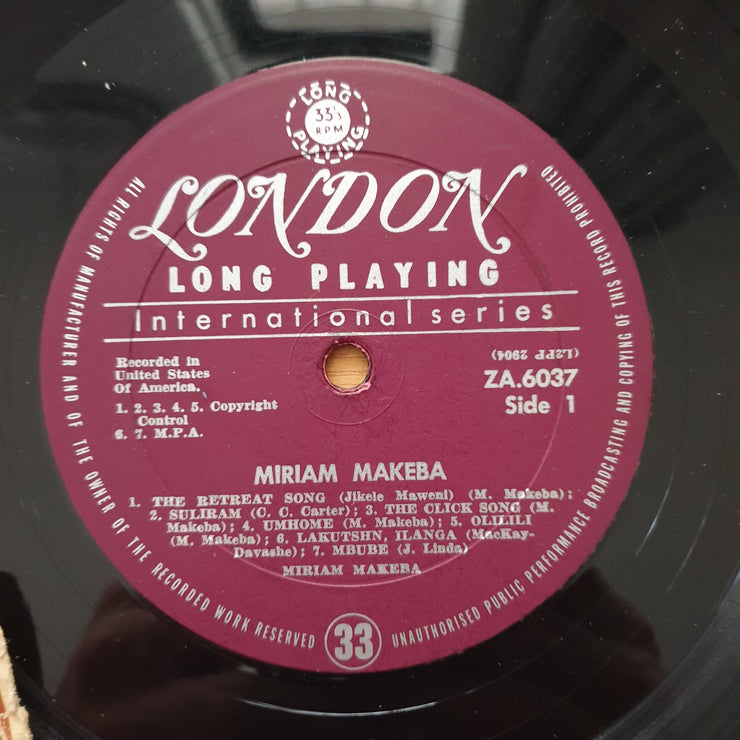 LONG
33⅓
RPM
PLAYING
LONDON
LONG PLAYING
International series
Recorded in
United States
Of America.
(L2PP 2904)
ZA.6037
Side 1
1. 2. 3. 4. 5. Copyright
Control
6. 7. M.P.A.
MIRIAM MAKEBA
1. THE RETREAT SONG (Jikele Maweni) (M. Makeba);
2. SULIRAM (C. C. Carter); 3. THE CLICK SONG (M.
Makeba); 4. UMHOME (M. Makeba); 5. OLILILI
(M. Makeba); 6. LAKUTSHN, ILANGA (MacKay-
Davashe); 7. MBUBE (J. Linda)
MIRIAM MAKEBA
ALL RIGHTS OF MANUFACTURER AND OF THE OWNER OF THE RECORDED WORK RESERVED
33
UNAUTHORISED PUBLIC PERFORMANCE BROADCASTING AND COPYING OF THIS RECORD PROHIBITED